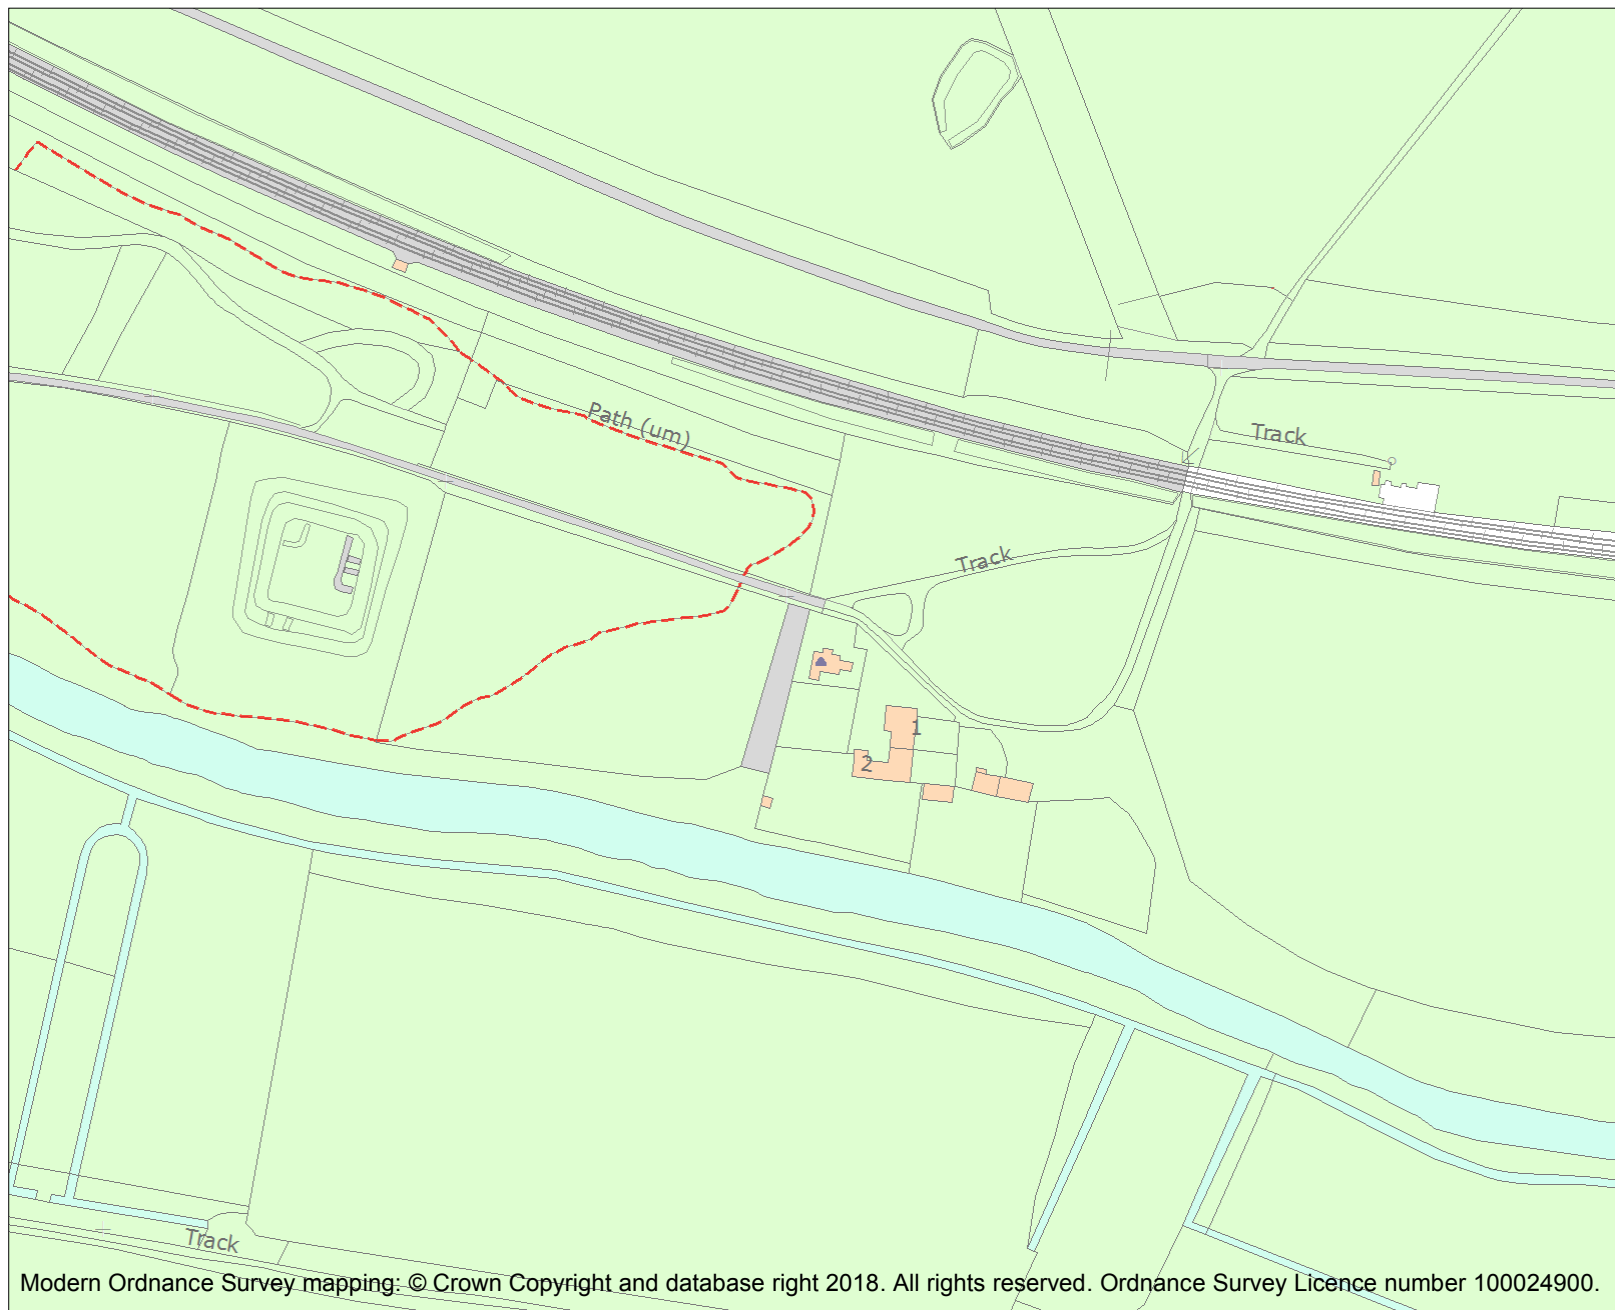 Path (um)
Track
Track
1
2
Track
Modern Ordnance Survey mapping: © Crown Copyright and database right 2018. All rights reserved. Ordnance Survey Licence number 100024900.